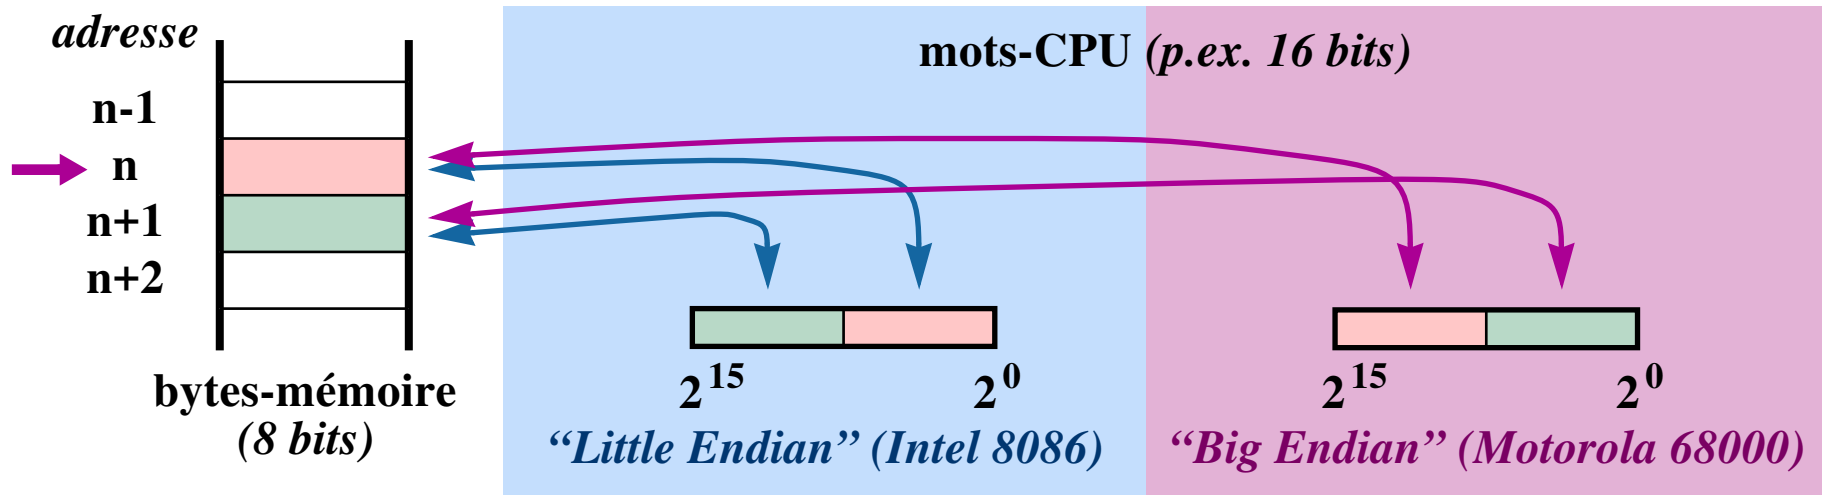 adresse
n-1
n
n+1
n+2
bytes-mémoire
(8 bits)
mots-CPU (p.ex. 16 bits)
2^15 2^0
“Little Endian” (Intel 8086)
2^15 2^0
“Big Endian” (Motorola 68000)